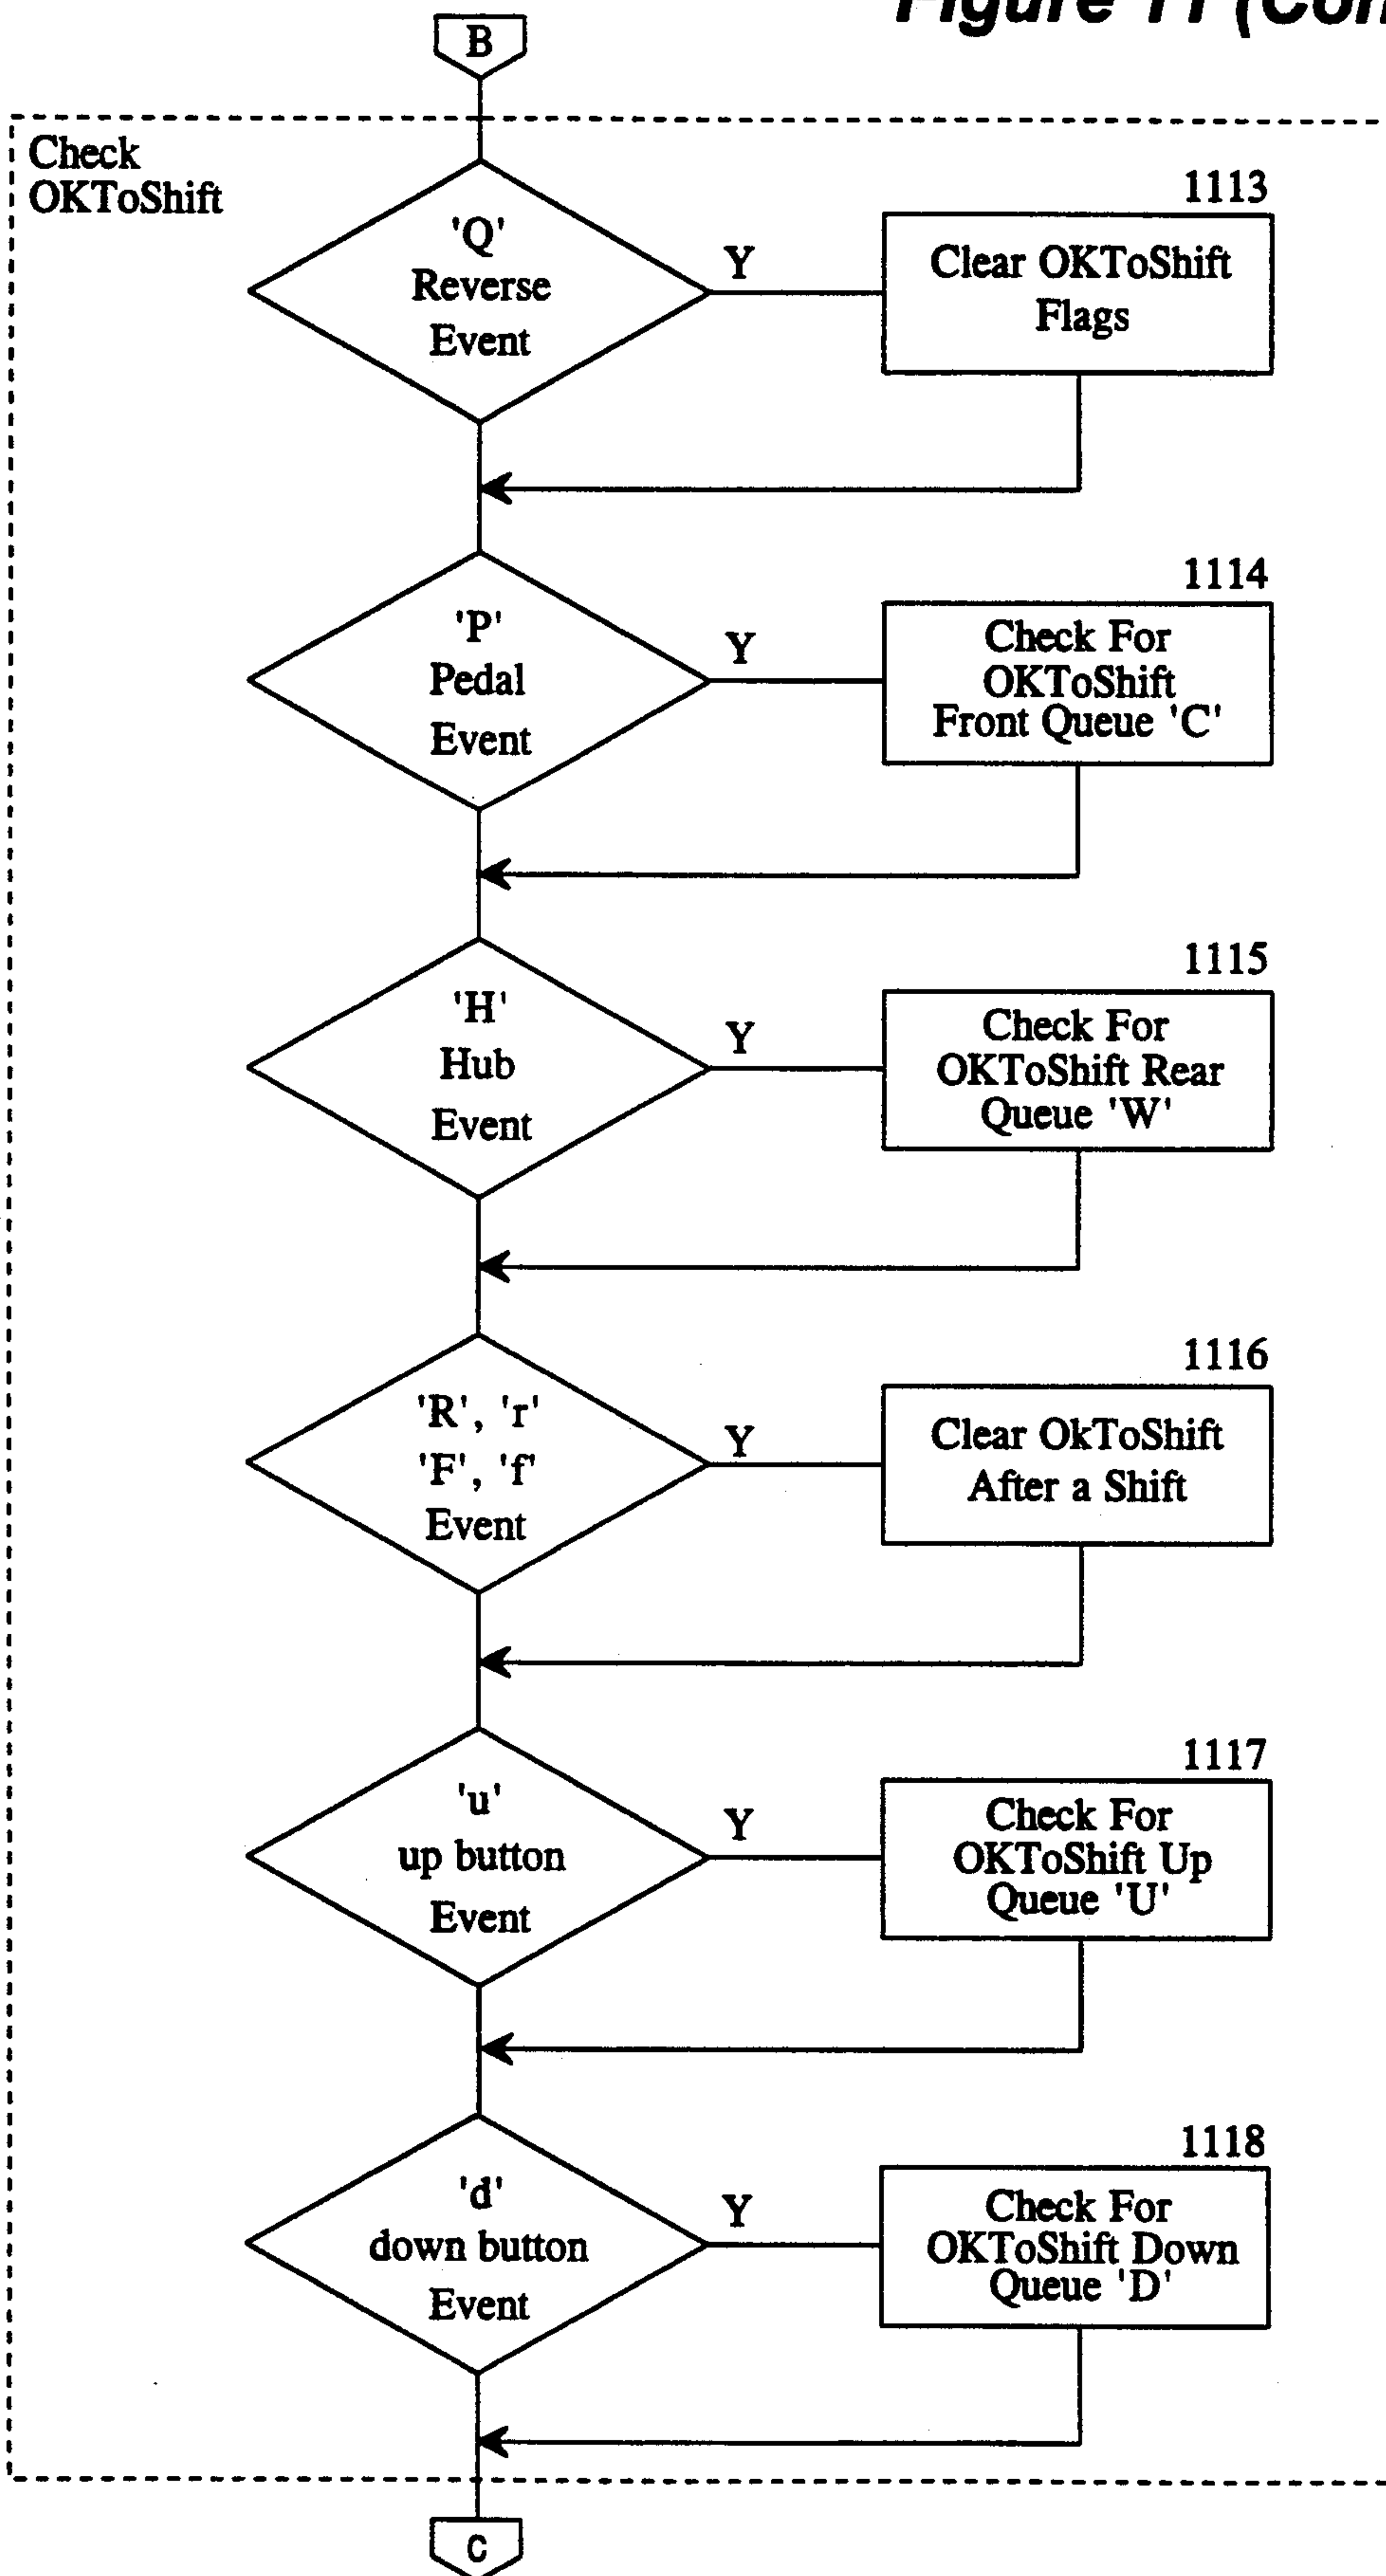 Figure 11
B
Check
OKToShift
'Q'
Reverse
Event
Y
1113
Clear OKToShift
Flags
'P'
Pedal
Event
Y
1114
Check For
OKToShift
Front Queue 'C'
'H'
Hub
Event
Y
1115
Check For
OKToShift Rear
Queue 'W'
'R', 'r'
'F', 'f'
Event
Y
1116
Clear OkToShift
After a Shift
'u'
up button
Event
Y
1117
Check For
OKToShift Up
Queue 'U'
'd'
down button
Event
Y
1118
Check For
OKToShift Down
Queue 'D'
C